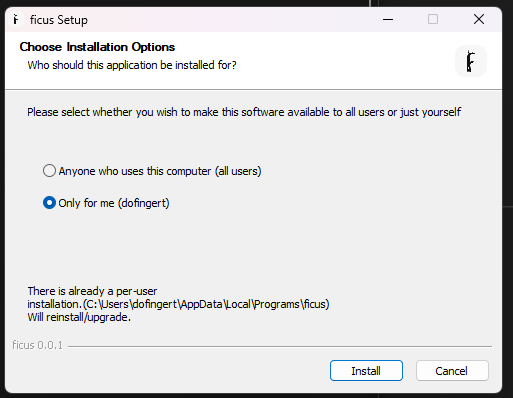 ficus Setup
Choose Installation Options
Who should this application be installed for?
Please select whether you wish to make this software available to all users or just yourself
Anyone who uses this computer (all users)
Only for me (dofingert)
There is already a per-user
installation.(C:\Users\dofingert\AppData\Local\Programs\ficus)
Will reinstall/upgrade.
ficus 0.0.1
Install
Cancel